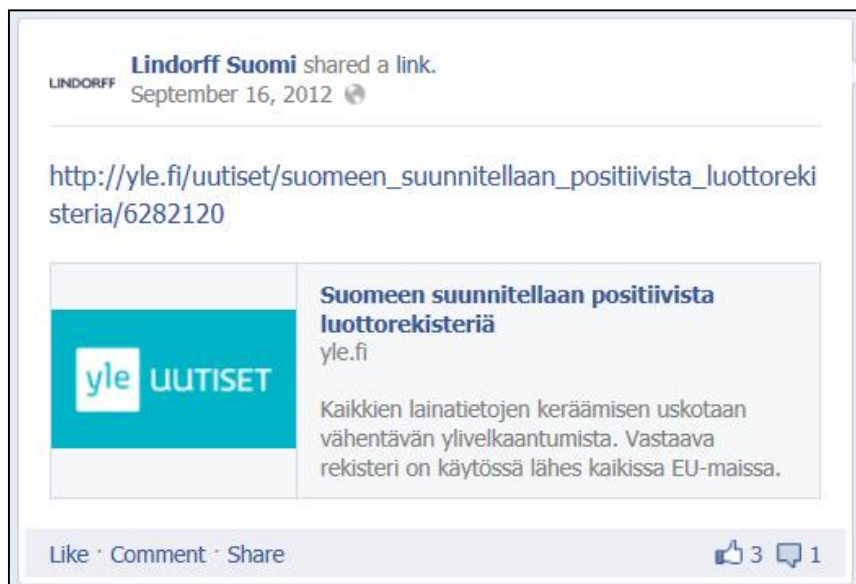 LINDORFF
Lindorff Suomi shared a link.
September 16, 2012
http://yle.fi/uutiset/suomeen_suunnitellaan_positiivista_luottoreki
steria/6282120
yle UUTISET
Suomeen suunnitellaan positiivista
luottorekisteriä
yle.fi
Kaikkien lainatietojen keräämisen uskotaan
vähentävän ylivelkaantumista. Vastaava
rekisteri on käytössä lähes kaikissa EU-maissa.
Like · Comment · Share
3 1